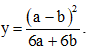 y = (a − b)² / (6a + 6b).